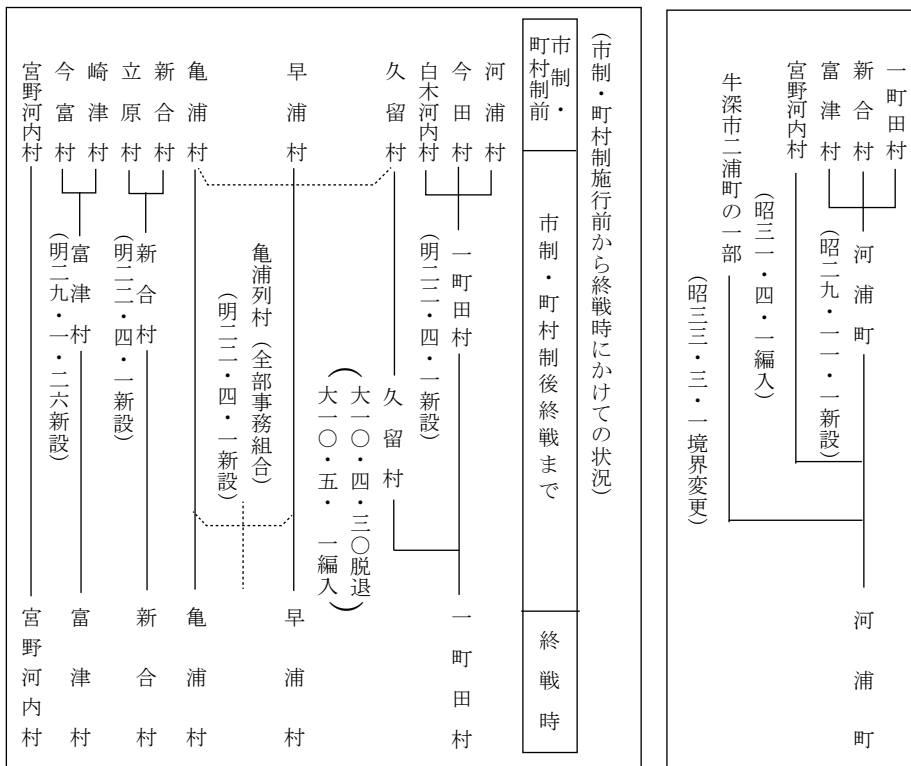 一町田村
新合村
富津村
宮野河内村
牛深市二浦町の一部
河浦町
(昭二九・一一・一新設)
(昭三一・四・一編入)
(昭三三・三・一境界変更)
河浦町
(市制・町村制施行前から終戦時にかけての状況)
市制・
町村制前
市制・町村制後終戦まで
終戦時
河浦村
今田村
白木河内村
久留村
早浦村
亀浦村
新合村
立原村
崎津村
今富村
宮野河内村
一町田村
(明二二・四・一新設)
久留村
(大一〇・四・三〇脱退
大一〇・五・一編入)
亀浦列村(全部事務組合)
(明二二・四・一新設)
新合村
(明二二・四・一新設)
富津村
(明二九・一・二六新設)
一町田村
早浦村
亀浦村
新合村
富津村
宮野河内村